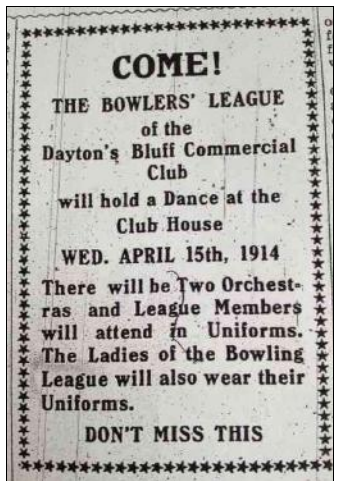 COME!
THE BOWLERS' LEAGUE
of the
Dayton's Bluff Commercial
Club
will hold a Dance at the
Club House
WED. APRIL 15th, 1914
There will be Two Orchest-
ras and League Members
will attend in Uniforms.
The Ladies of the Bowling
League will also wear their
Uniforms.
DON'T MISS THIS